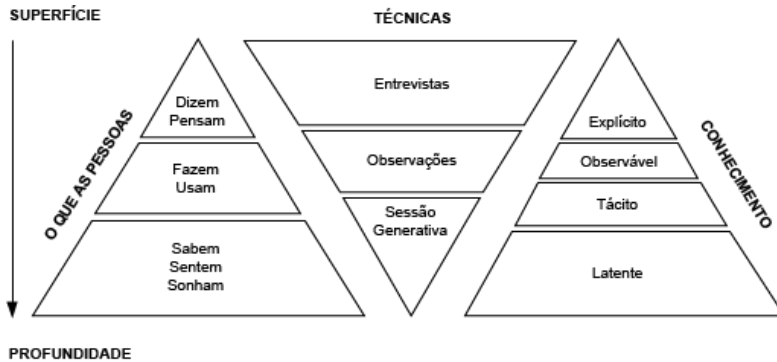 SUPERFÍCIE
TÉCNICAS
O QUE AS PESSOAS
Dizem
Pensam
Fazem
Usam
Sabem
Sentem
Sonham
Entrevistas
Observações
Sessão
Generativa
Explícito
Observável
Tácito
Latente
CONHECIMENTO
PROFUNDIDADE